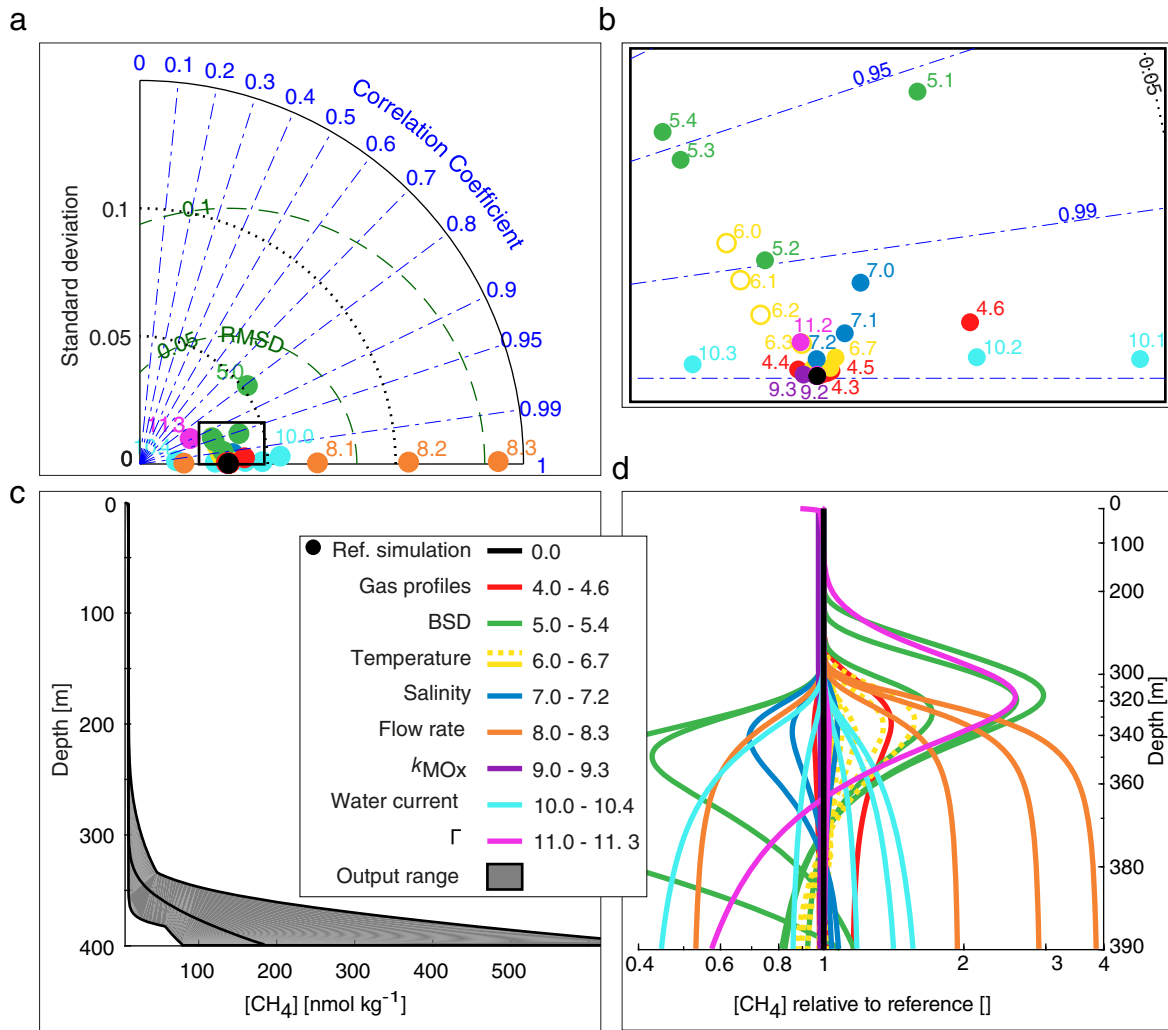 a
0
0.1
0.2
0.3
0.4
0.5
0.6
0.7
0.8
0.9
0.95
0.99
1
Correlation Coefficient
Standard deviation
0.1
0.05
0
0.1
0.05
RMSD
5.0
11.3
10.0
8.1
8.2
8.3
b
0.95
0.99
0.05
5.1
5.4
5.3
6.0
5.2
6.1
7.0
6.2
4.6
11.2
7.1
6.3
7.2
6.7
10.3
4.4
4.5
10.2
10.1
9.3
9.2
4.3
c
0
100
200
300
400
Depth [m]
100
200
300
400
500
[CH4] [nmol kg-1]
Ref. simulation
0.0
Gas profiles
4.0 - 4.6
BSD
5.0 - 5.4
Temperature
6.0 - 6.7
Salinity
7.0 - 7.2
Flow rate
8.0 - 8.3
kMOx
9.0 - 9.3
Water current
10.0 - 10.4
Γ
11.0 - 11. 3
Output range
d
0
100
200
300
320
340
360
380
390
Depth [m]
0.4
0.6
0.8
1
2
3
4
[CH4] relative to reference []